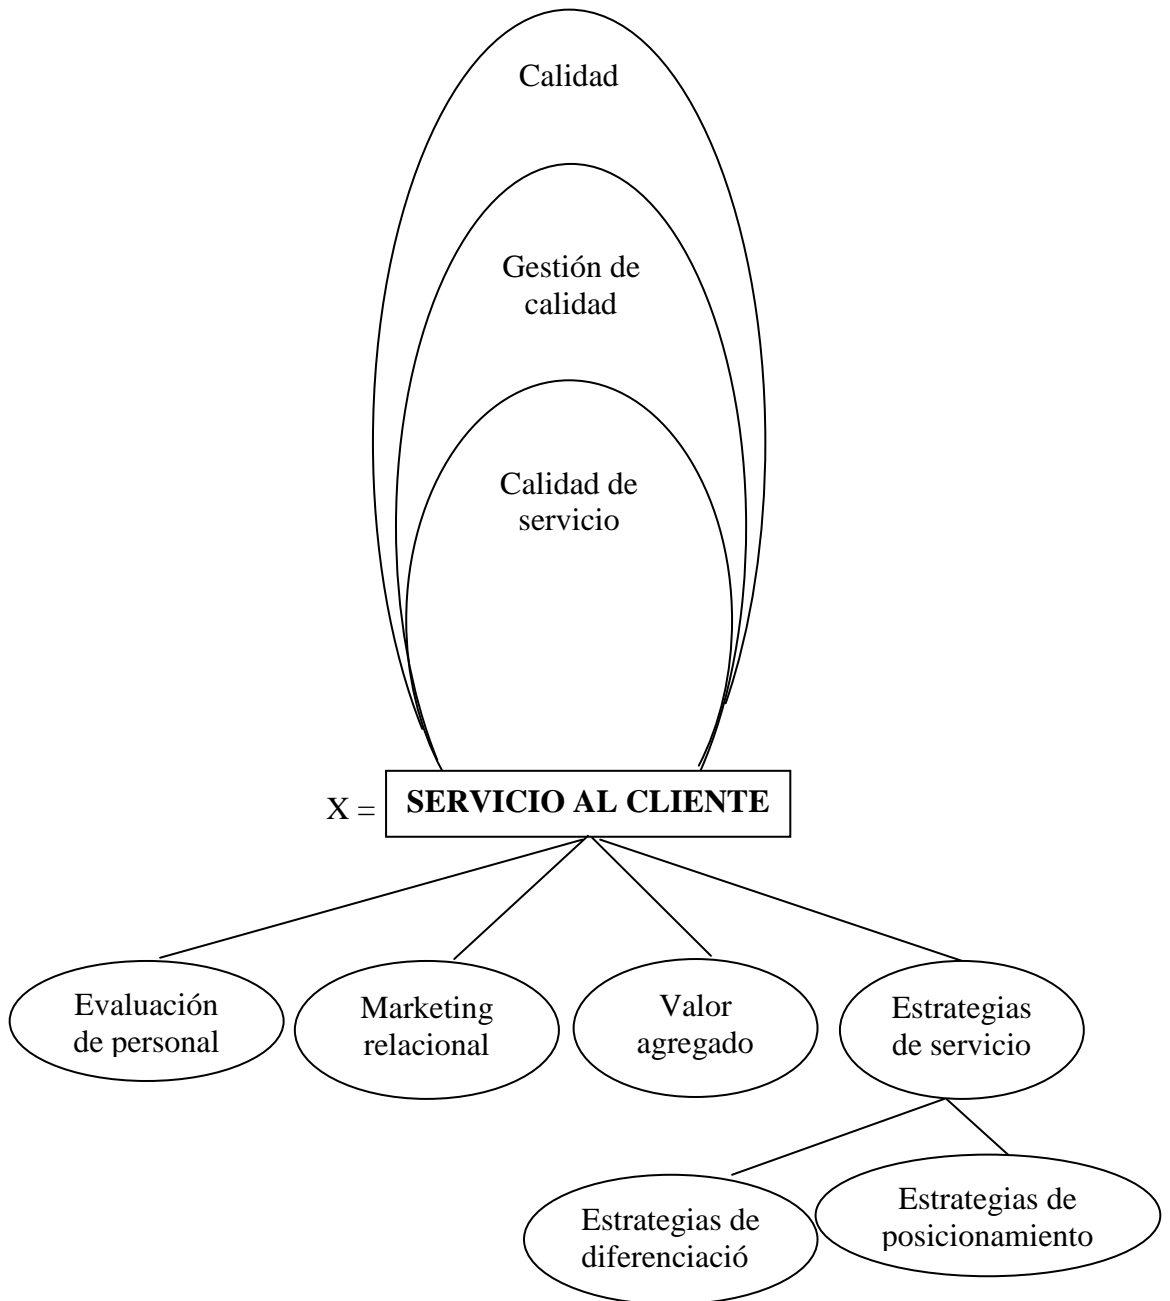 Calidad
Gestión de
calidad
Calidad de
servicio
X =
SERVICIO AL CLIENTE
Evaluación
de personal
Marketing
relacional
Valor
agregado
Estrategias
de servicio
Estrategias de
diferenciació
Estrategias de
posicionamiento